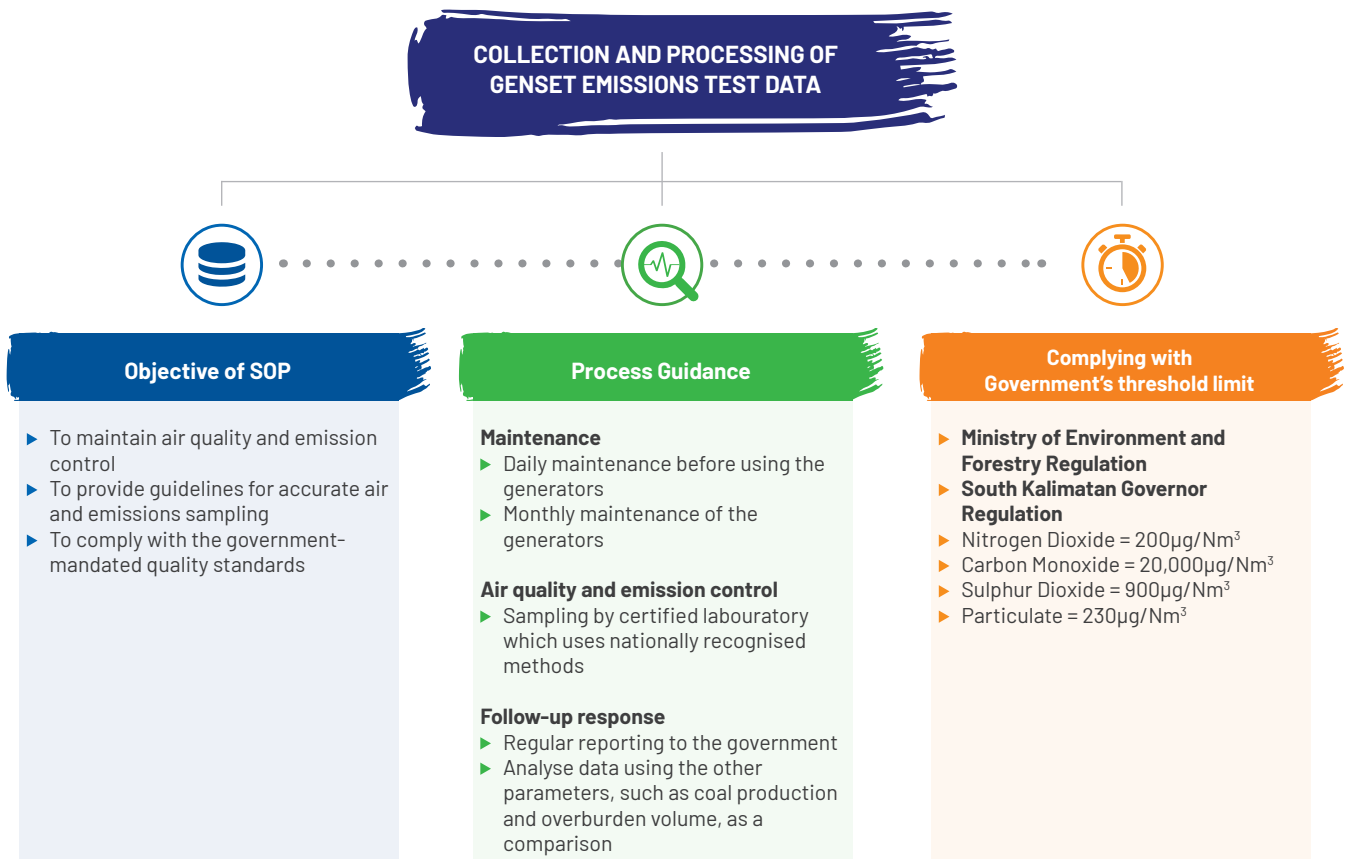 COLLECTION AND PROCESSING OF
GENSET EMISSIONS TEST DATA
Objective of SOP
To maintain air quality and emission
control
To provide guidelines for accurate air
and emissions sampling
To comply with the government-
mandated quality standards
Process Guidance
Maintenance
Daily maintenance before using the
generators
Monthly maintenance of the
generators
Air quality and emission control
Sampling by certified labouratory
which uses nationally recognised
methods
Follow-up response
Regular reporting to the government
Analyse data using the other
parameters, such as coal production
and overburden volume, as a
comparison
Complying with
Government's threshold limit
Ministry of Environment and
Forestry Regulation
South Kalimatan Governor
Regulation
Nitrogen Dioxide = 200µg/Nm³
Carbon Monoxide = 20,000µg/Nm³
Sulphur Dioxide = 900µg/Nm³
Particulate = 230µg/Nm³